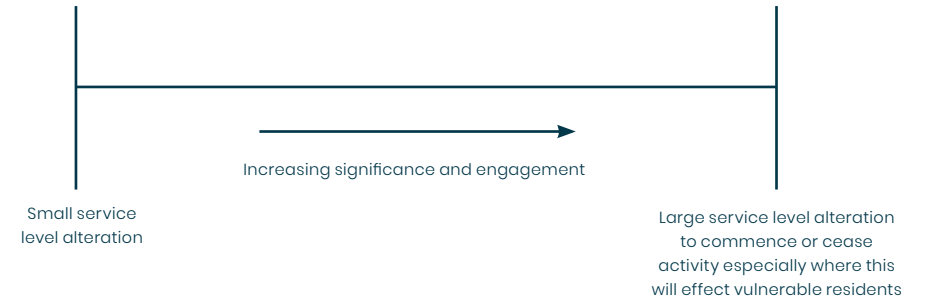 Increasing significance and engagement
Small service
level alteration
Large service level alteration
to commence or cease
activity especially where this
will effect vulnerable residents